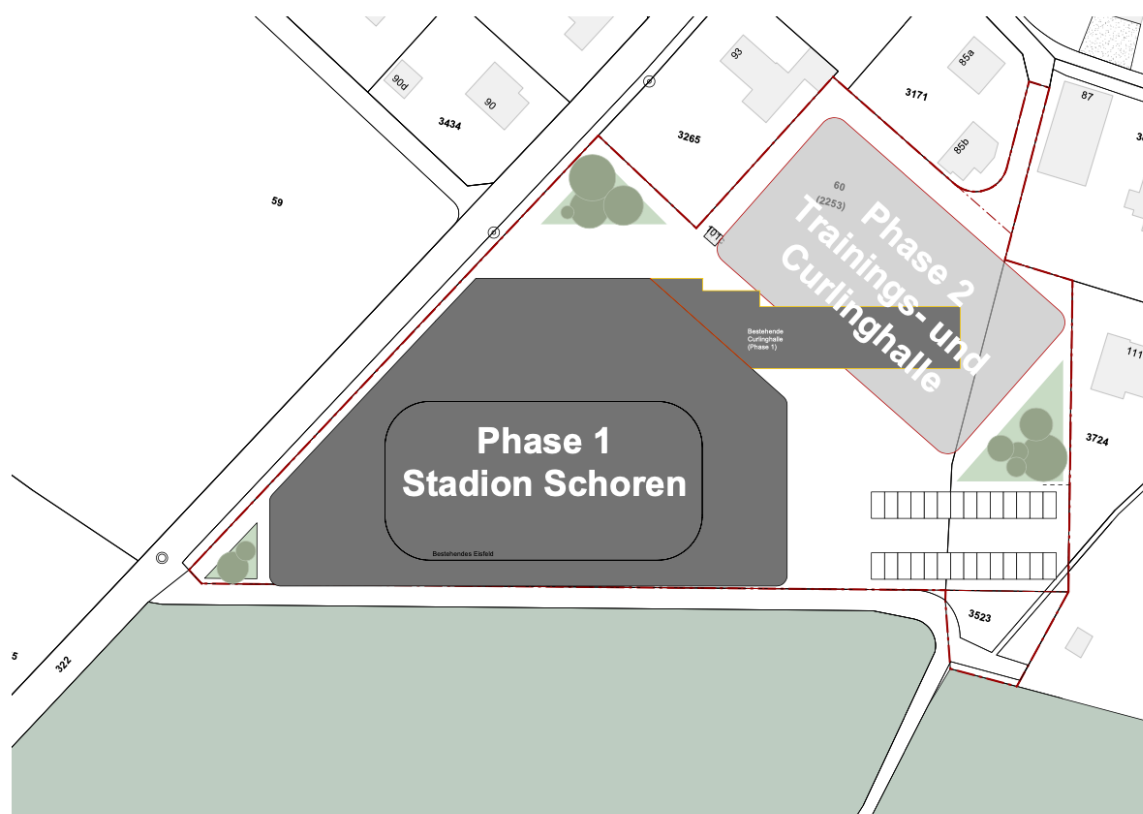 93
85a
90d
90
3171
87
3434
3265
85b
60
(2253)
59
Phase 2
Trainings- und
Curlinghalle
Bestehende
Curlinghalle
(Phase 1)
111
Phase 1
Stadion Schoren
3724
Bestehendes Eisfeld
3523
5
322